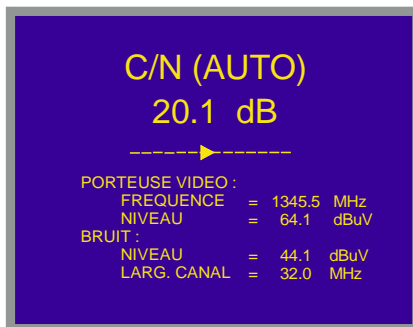 C/N (AUTO)
20.1 dB
PORTEUSE VIDEO :
FREQUENCE = 1345.5 MHz
NIVEAU = 64.1 dBuV
BRUIT :
NIVEAU = 44.1 dBuV
LARG. CANAL = 32.0 MHz